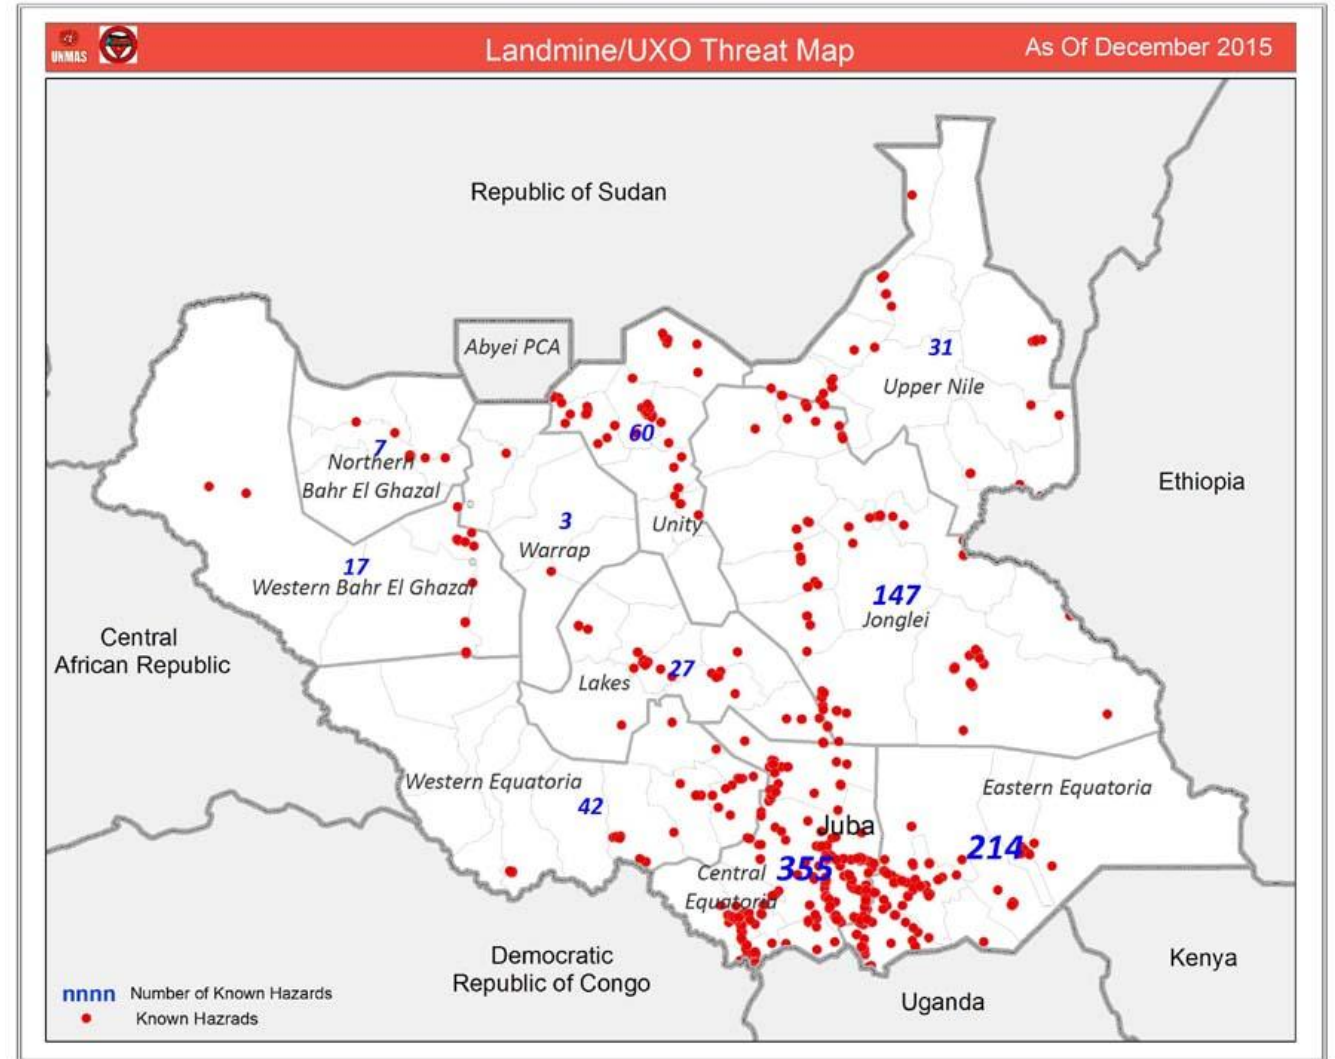 UNMAS
Landmine/UXO Threat Map
As Of December 2015
Republic of Sudan
Abyei PCA
31
Upper Nile
60
7
Northern
Bahr El Ghazal
Ethiopia
3
Warrap
Unity
17
Western Bahr El Ghazal
147
Jonglei
Central
African Republic
27
Lakes
Western Equatoria
42
Eastern Equatoria
Juba
214
355
Central
Equatoria
Democratic
Republic of Congo
Kenya
Uganda
nnnn Number of Known Hazards
Known Hazrads